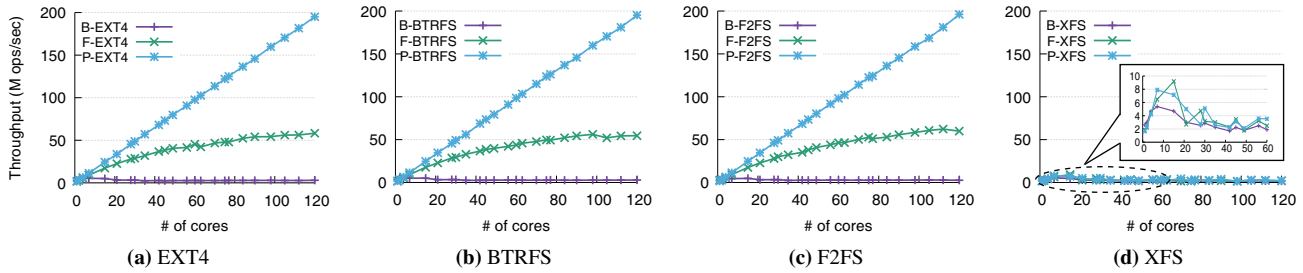 Throughput (M ops/sec)
200
150
100
50
0
B-EXT4
F-EXT4
P-EXT4
0 20 40 60 80 100 120
# of cores
(a) EXT4
200
150
100
50
0
B-BTRFS
F-BTRFS
P-BTRFS
0 20 40 60 80 100 120
# of cores
(b) BTRFS
200
150
100
50
0
B-F2FS
F-F2FS
P-F2FS
0 20 40 60 80 100 120
# of cores
(c) F2FS
200
150
100
50
0
B-XFS
F-XFS
P-XFS
10
8
6
4
2
0
0 10 20 30 40 50 60
0 20 40 60 80 100 120
# of cores
(d) XFS